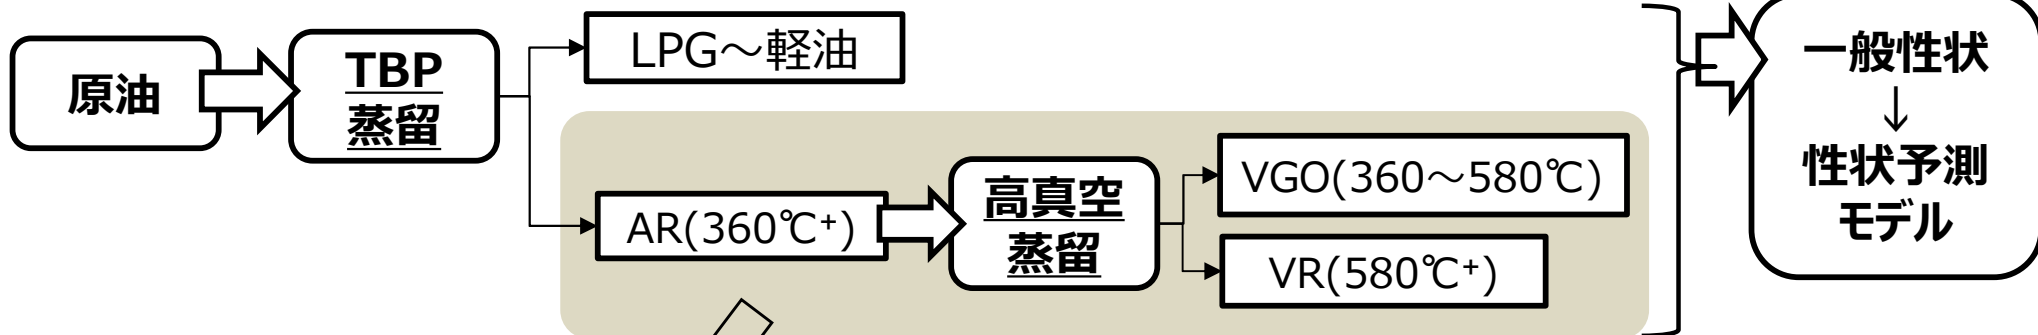 原油
TBP
蒸留
LPG～軽油
AR(360℃⁺)
高真空
蒸留
VGO(360～580℃)
VR(580℃⁺)
一般性状
↓
性状予測
モデル